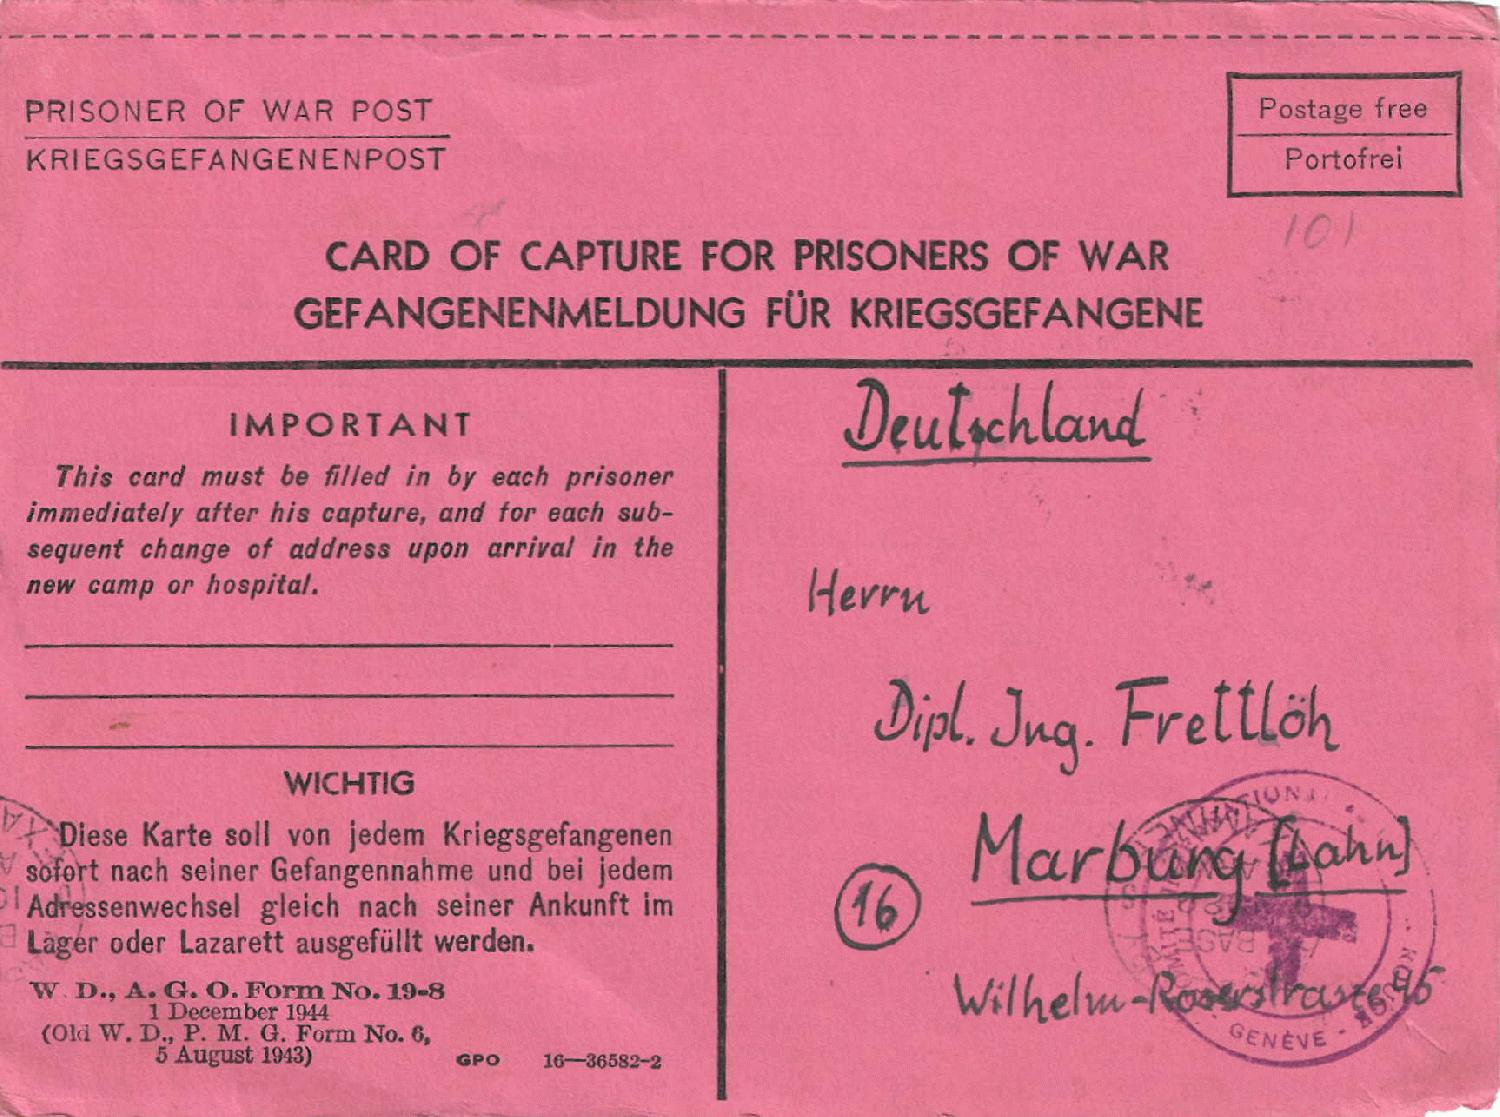 PRISONER OF WAR POST
KRIEGSGEFANGENENPOST
Postage free
Portofrei
101
CARD OF CAPTURE FOR PRISONERS OF WAR
GEFANGENENMELDUNG FÜR KRIEGSGEFANGENE
IMPORTANT
This card must be filled in by each prisoner
immediately after his capture, and for each sub-
sequent change of address upon arrival in the
new camp or hospital.
WICHTIG
Diese Karte soll von jedem Kriegsgefangenen
sofort nach seiner Gefangennahme und bei jedem
Adressenwechsel gleich nach seiner Ankunft im
Lager oder Lazarett ausgefüllt werden.
W. D., A. G. O. Form No. 19-8
1 December 1944
(Old W. D., P. M. G. Form No. 6,
5 August 1943)
GPO 16—36582-2
Deutschland
Herrn
Dipl. Ing. Frettlöh
16 Marburg [Lahn]
Wilhelm-Roserstrasse
COMITÉ
GENÈVE